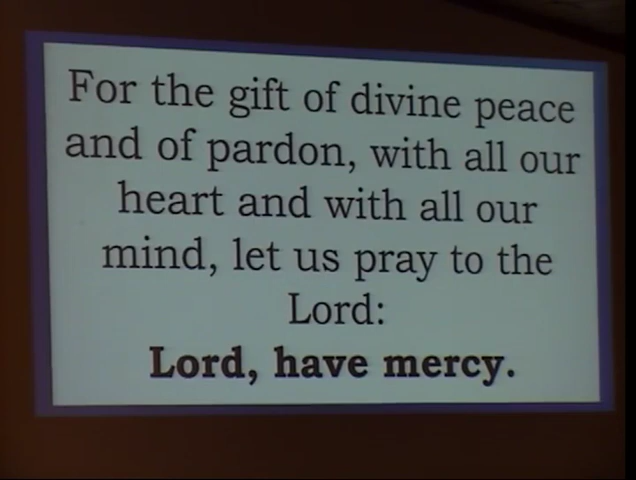 For the gift of divine peace
and of pardon, with all our
heart and with all our
mind, let us pray to the
Lord:
Lord, have mercy.